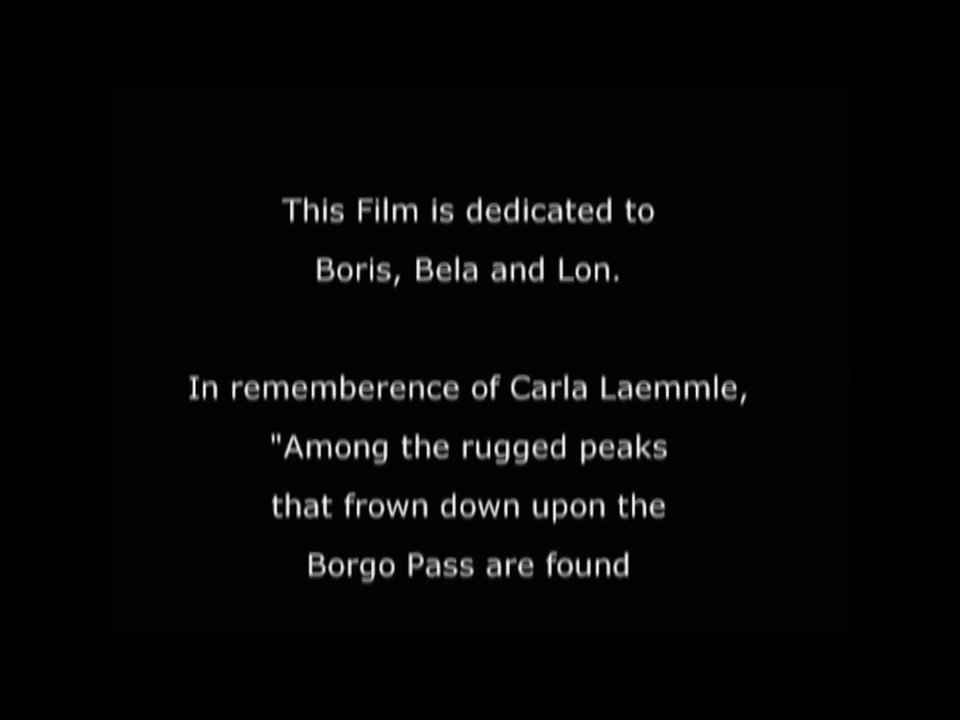 This Film is dedicated to
Boris, Bela and Lon.
In rememberence of Carla Laemmle,
"Among the rugged peaks
that frown down upon the
Borgo Pass are found